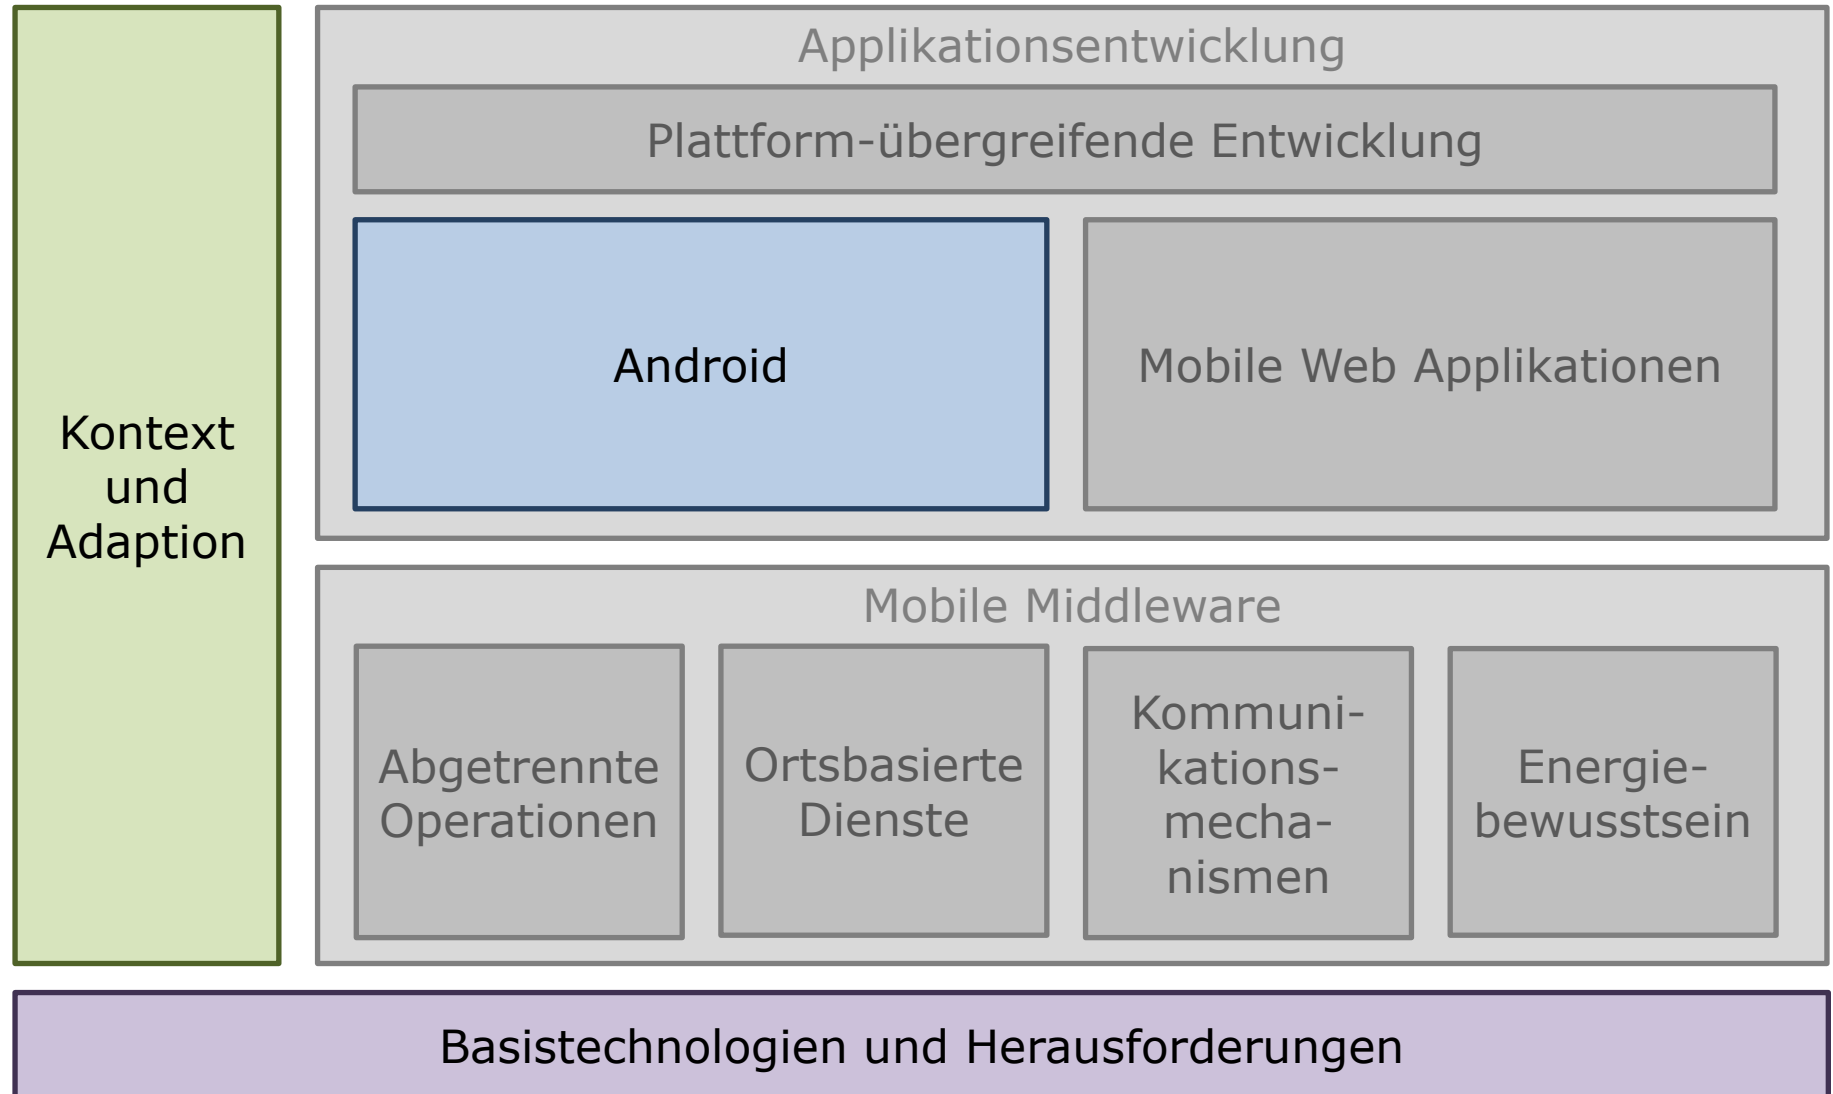 Applikationsentwicklung
Plattform-übergreifende Entwicklung
Android
Mobile Web Applikationen
Kontext
und
Adaption
Mobile Middleware
Abgetrennte
Operationen
Ortsbasierte
Dienste
Kommuni-
kations-
mecha-
nismen
Energie-
bewusstsein
Basistechnologien und Herausforderungen